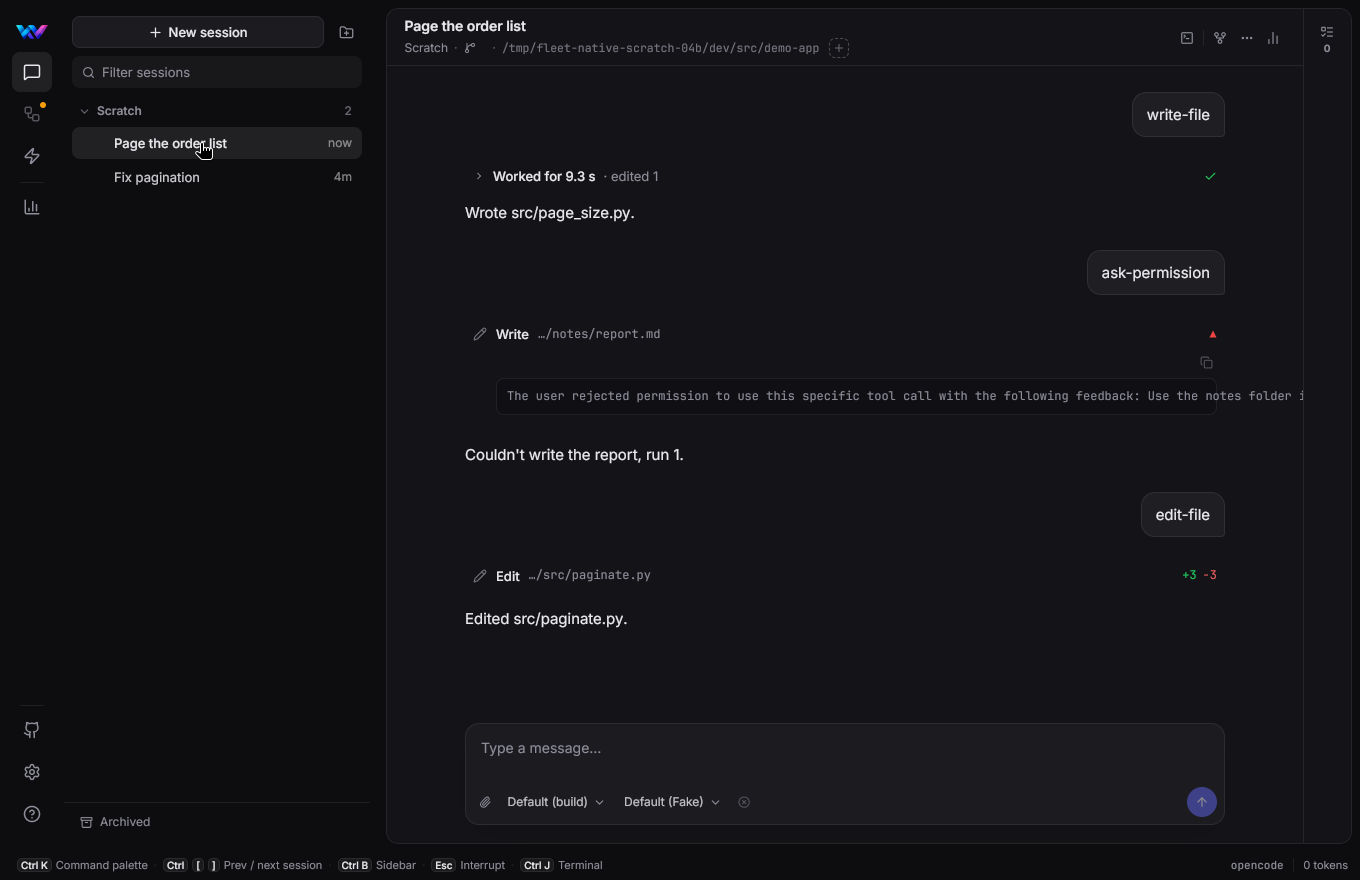 New session
Filter sessions
Scratch 2
Page the order list now
Fix pagination 4m
Archived
Page the order list
Scratch · · /tmp/fleet-native-scratch-04b/dev/src/demo-app
0
write-file
Worked for 9.3 s · edited 1
Wrote src/page_size.py.
ask-permission
Write …/notes/report.md
The user rejected permission to use this specific tool call with the following feedback: Use the notes folder i
Couldn't write the report, run 1.
edit-file
Edit …/src/paginate.py +3 -3
Edited src/paginate.py.
Type a message...
Default (build) Default (Fake)
Ctrl K Command palette · Ctrl [ ] Prev / next session · Ctrl B Sidebar · Esc Interrupt · Ctrl J Terminal opencode 0 tokens